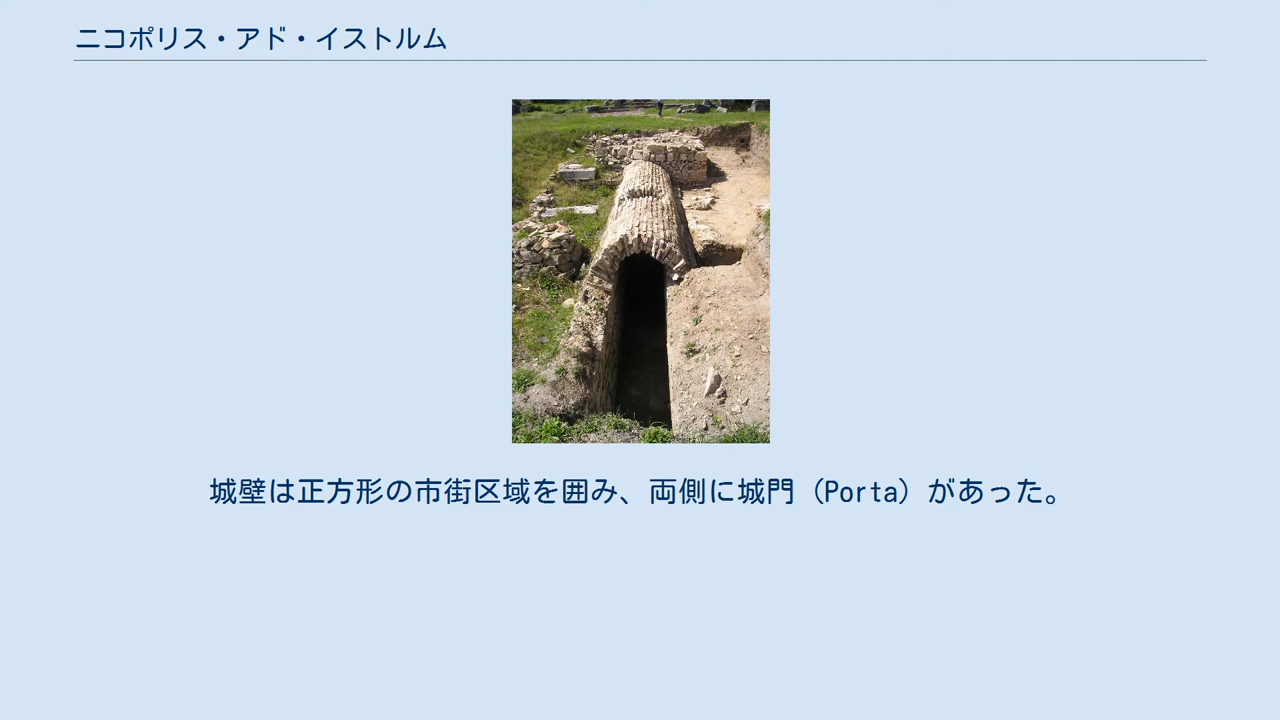 ニコポリス・アド・イストルム
城壁は正方形の市街区域を囲み、両側に城門（Porta）があった。